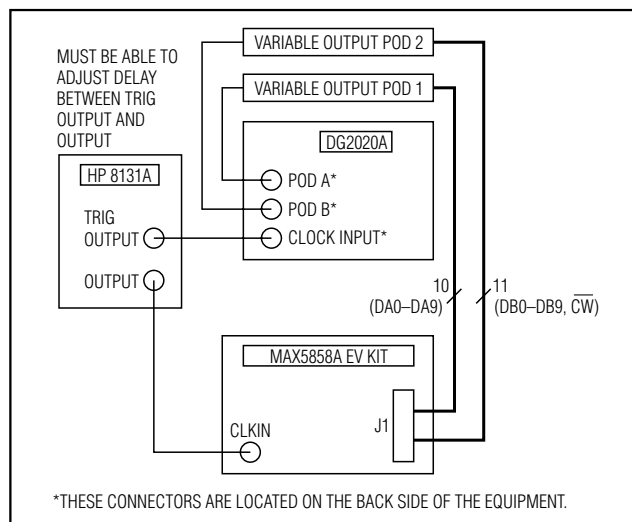 VARIABLE OUTPUT POD 2
MUST BE ABLE TO
ADJUST DELAY
BETWEEN TRIG
OUTPUT AND
OUTPUT
VARIABLE OUTPUT POD 1
DG2020A
HP 8131A
POD A*
POD B*
TRIG
OUTPUT
CLOCK INPUT*
OUTPUT
10
(DA0–DA9)
11
(DB0–DB9, C̅W̅)
MAX5858A EV KIT
J1
CLKIN
*THESE CONNECTORS ARE LOCATED ON THE BACK SIDE OF THE EQUIPMENT.